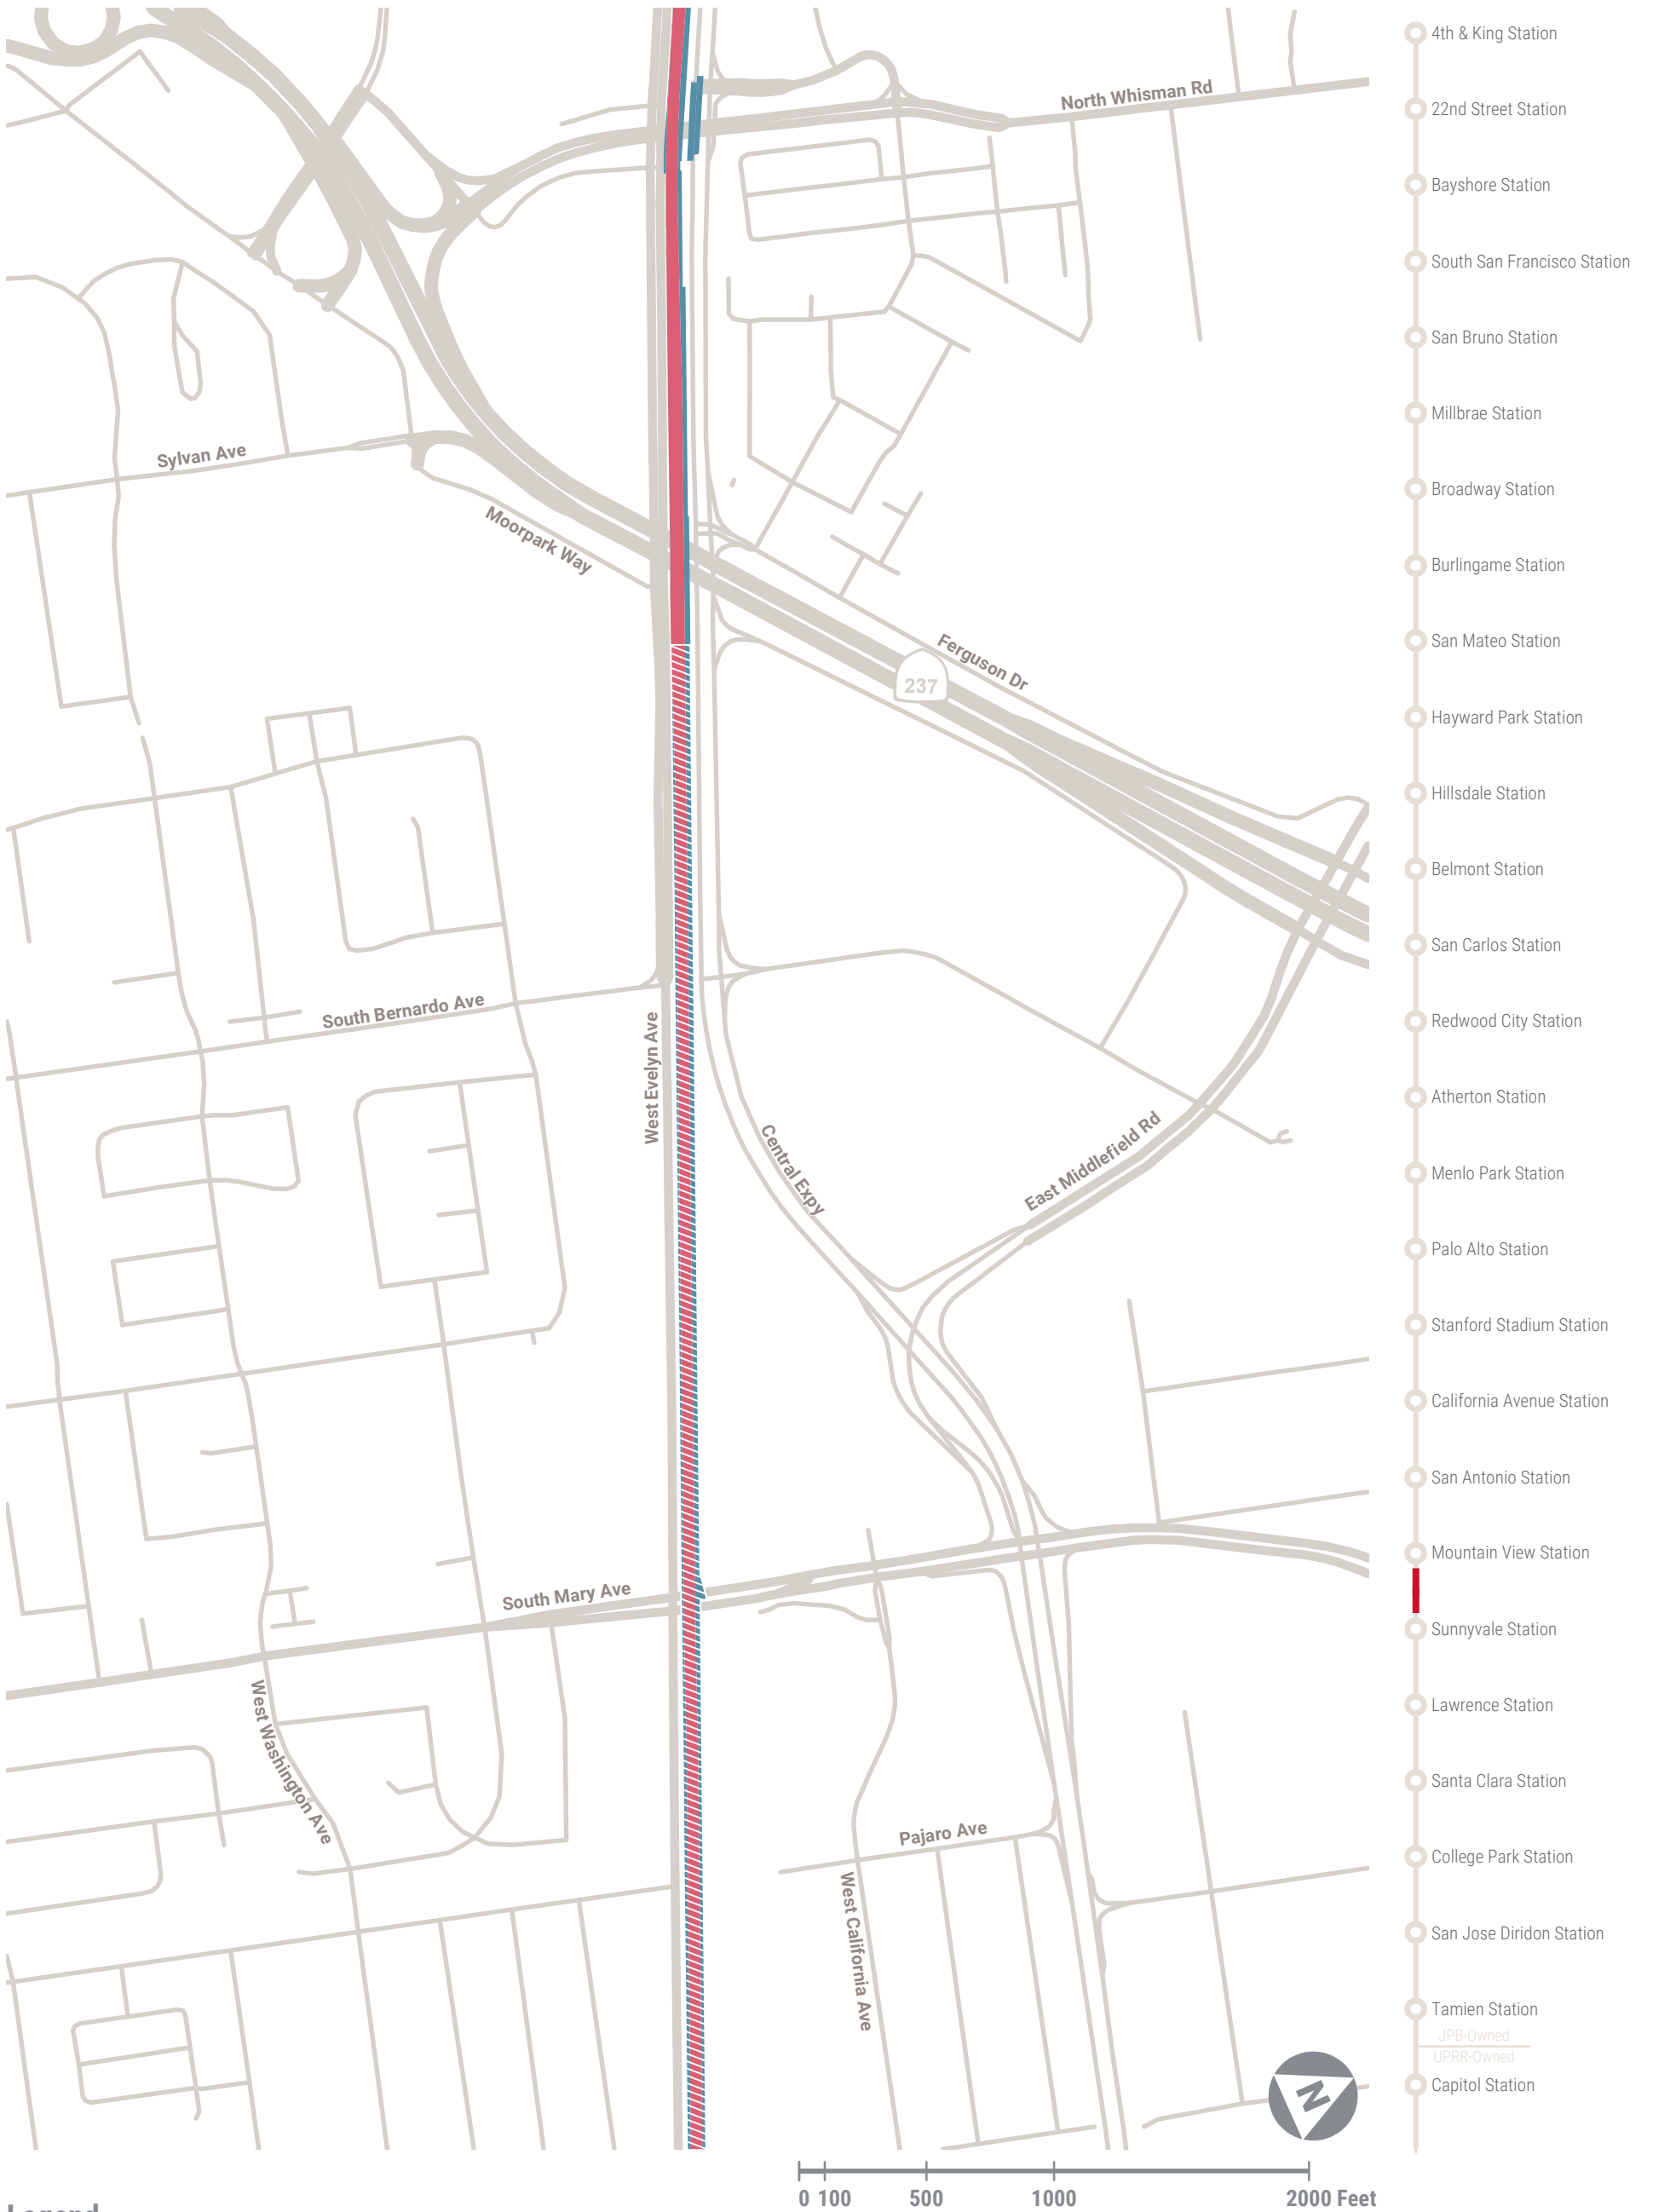 North Whisman Rd
Sylvan Ave
Moorpark Way
Ferguson Dr
237
South Bernardo Ave
West Evelyn Ave
Central Expy
East Middlefield Rd
South Mary Ave
West Washington Ave
Pajaro Ave
West California Ave
N
0 100 500 1000 2000 Feet
Legend
4th & King Station
22nd Street Station
Bayshore Station
South San Francisco Station
San Bruno Station
Millbrae Station
Broadway Station
Burlingame Station
San Mateo Station
Hayward Park Station
Hillsdale Station
Belmont Station
San Carlos Station
Redwood City Station
Atherton Station
Menlo Park Station
Palo Alto Station
Stanford Stadium Station
California Avenue Station
San Antonio Station
Mountain View Station
Sunnyvale Station
Lawrence Station
Santa Clara Station
College Park Station
San Jose Diridon Station
Tamien Station
JPB-Owned
UPRR-Owned
Capitol Station